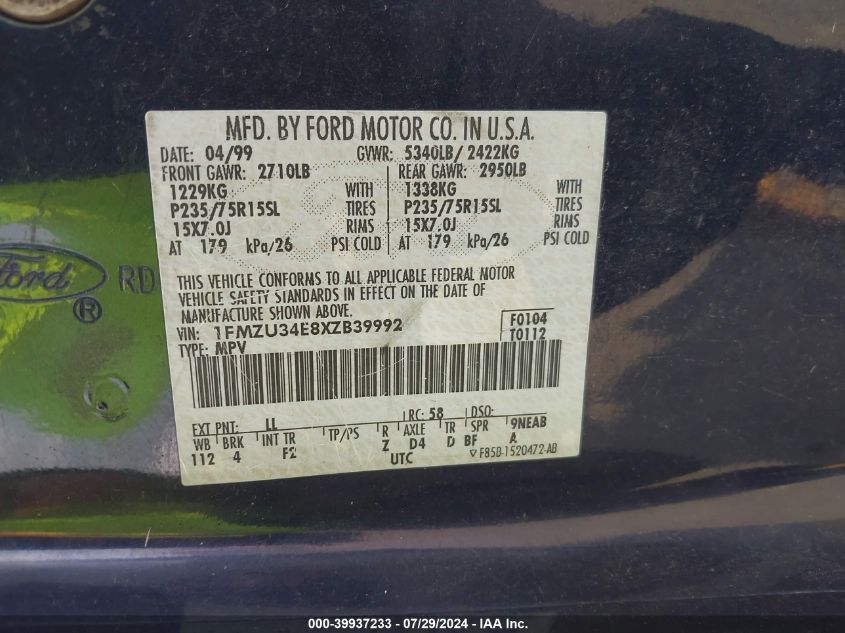 MFD. BY FORD MOTOR CO. IN U.S.A.
DATE: 04/99 GVWR: 5340LB/ 2422KG
FRONT GAWR: 2710LB REAR GAWR: 2950LB
1229KG WITH 1338KG WITH
P235/75R15SL TIRES P235/75R15SL TIRES
15X7.0J RIMS 15X7.0J RIMS
AT 179 kPa/26 PSI COLD AT 179 kPa/26 PSI COLD
THIS VEHICLE CONFORMS TO ALL APPLICABLE FEDERAL MOTOR
VEHICLE SAFETY STANDARDS IN EFFECT ON THE DATE OF
MANUFACTURE SHOWN ABOVE.
VIN: 1FMZU34E8XZB39992 F0104
TYPE: MPV T0112
EXT PNT: LL RC: 58 DSO:
WB BRK INT TR TP/PS R AXLE TR SPR 9NEAB
112 4 F2 Z D4 D BF A
UTC ▽ F85B-1520472-AB
Ford RD
®
000-39937233 - 07/29/2024 - © IAA, Inc.